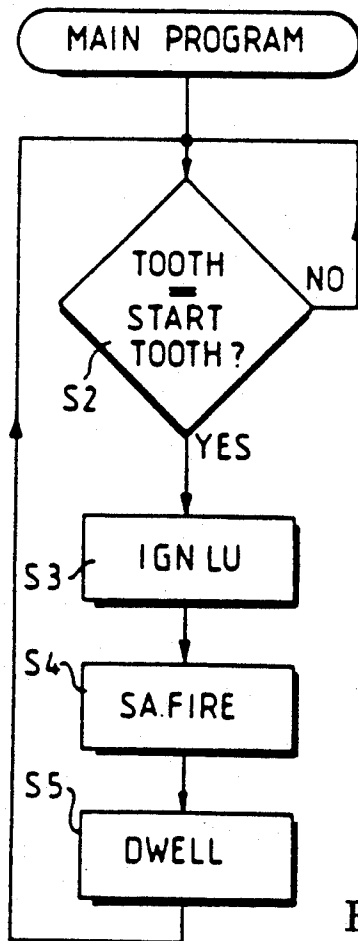 MAIN PROGRAM
TOOTH
=
START
TOOTH?
NO
S2
YES
S3
IGN LU
S4
SA.FIRE
S5
DWELL